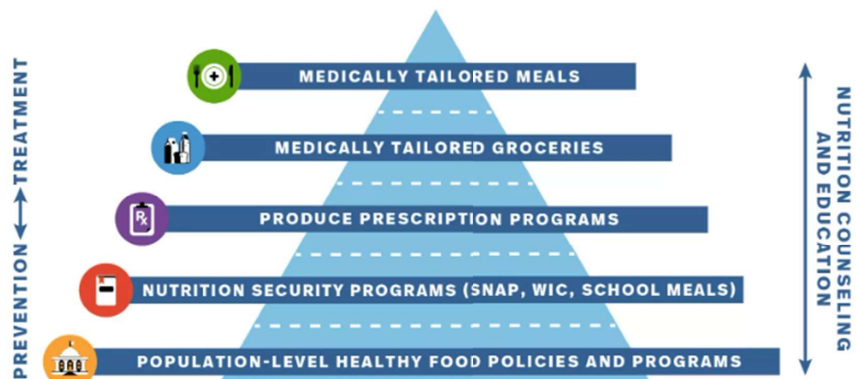 MEDICALLY TAILORED MEALS
MEDICALLY TAILORED GROCERIES
PRODUCE PRESCRIPTION PROGRAMS
NUTRITION SECURITY PROGRAMS (SNAP, WIC, SCHOOL MEALS)
POPULATION-LEVEL HEALTHY FOOD POLICIES AND PROGRAMS
PREVENTION TREATMENT
NUTRITION COUNSELING
AND EDUCATION
Rx